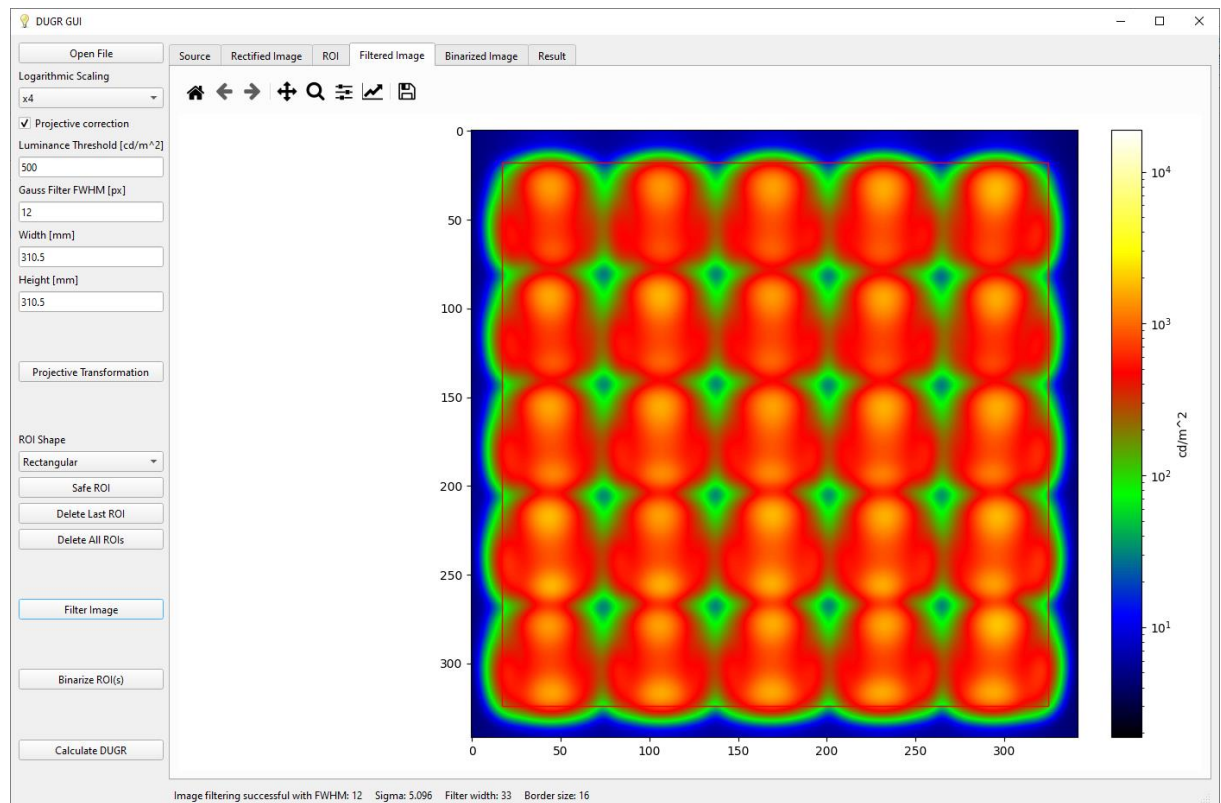 DUGR GUI
Open File
Logarithmic Scaling
x4
Projective correction
Luminance Threshold [cd/m^2]
500
Gauss Filter FWHM [px]
12
Width [mm]
310.5
Height [mm]
310.5
Projective Transformation
ROI Shape
Rectangular
Safe ROI
Delete Last ROI
Delete All ROIs
Filter Image
Binarize ROI(s)
Calculate DUGR
Source Rectified Image ROI Filtered Image Binarized Image Result
0
50
100
150
200
250
300
0 50 100 150 200 250 300
10^4
10^3
10^2
10^1
cd/m^2
Image filtering successful with FWHM: 12 Sigma: 5.096 Filter width: 33 Border size: 16